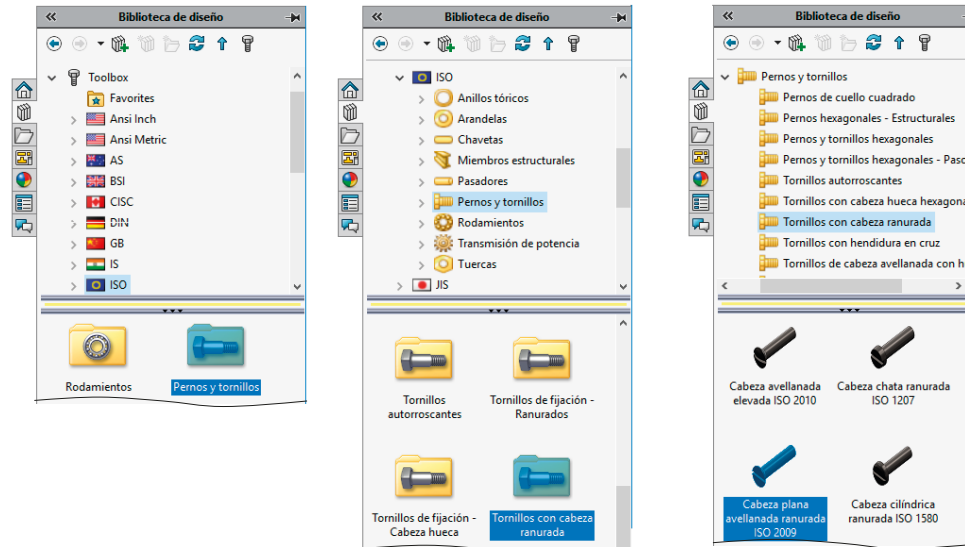 Biblioteca de diseño
Toolbox
Favorites
Ansi Inch
Ansi Metric
AS
BSI
CISC
DIN
GB
IS
ISO
Rodamientos
Pernos y tornillos
Biblioteca de diseño
ISO
Anillos tóricos
Arandelas
Chavetas
Miembros estructurales
Pasadores
Pernos y tornillos
Rodamientos
Transmisión de potencia
Tuercas
JIS
Tornillos
autorroscantes
Tornillos de fijación -
Ranurados
Tornillos de fijación -
Cabeza hueca
Tornillos con cabeza
ranurada
Biblioteca de diseño
Pernos y tornillos
Pernos de cuello cuadrado
Pernos hexagonales - Estructurales
Pernos y tornillos hexagonales
Pernos y tornillos hexagonales - Paso
Tornillos autorroscantes
Tornillos con cabeza hueca hexagona
Tornillos con cabeza ranurada
Tornillos con hendidura en cruz
Tornillos de cabeza avellanada con h
Cabeza avellanada
elevada ISO 2010
Cabeza chata ranurada
ISO 1207
Cabeza plana
avellanada ranurada
ISO 2009
Cabeza cilíndrica
ranurada ISO 1580